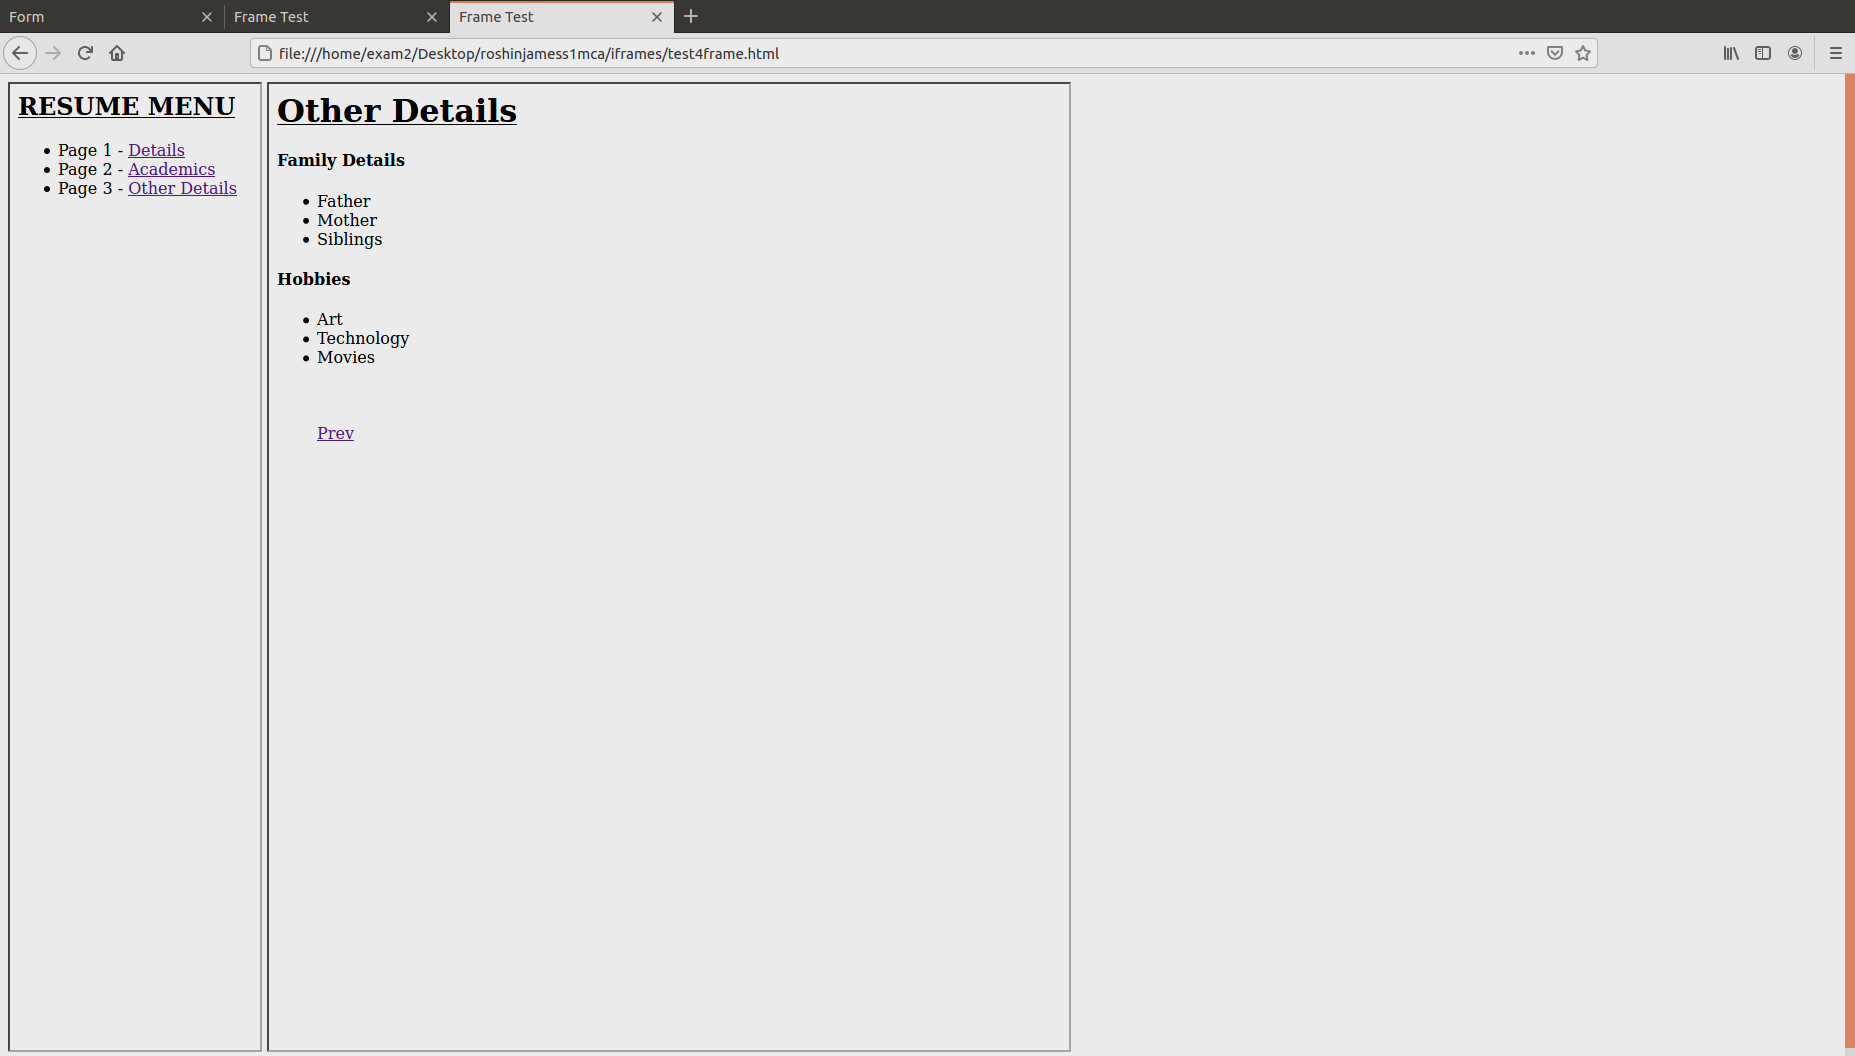 Form
Frame Test
Frame Test
file:///home/exam2/Desktop/roshinjamess1mca/iframes/test4frame.html
RESUME MENU
Page 1 - Details
Page 2 - Academics
Page 3 - Other Details
Other Details
Family Details
Father
Mother
Siblings
Hobbies
Art
Technology
Movies
Prev